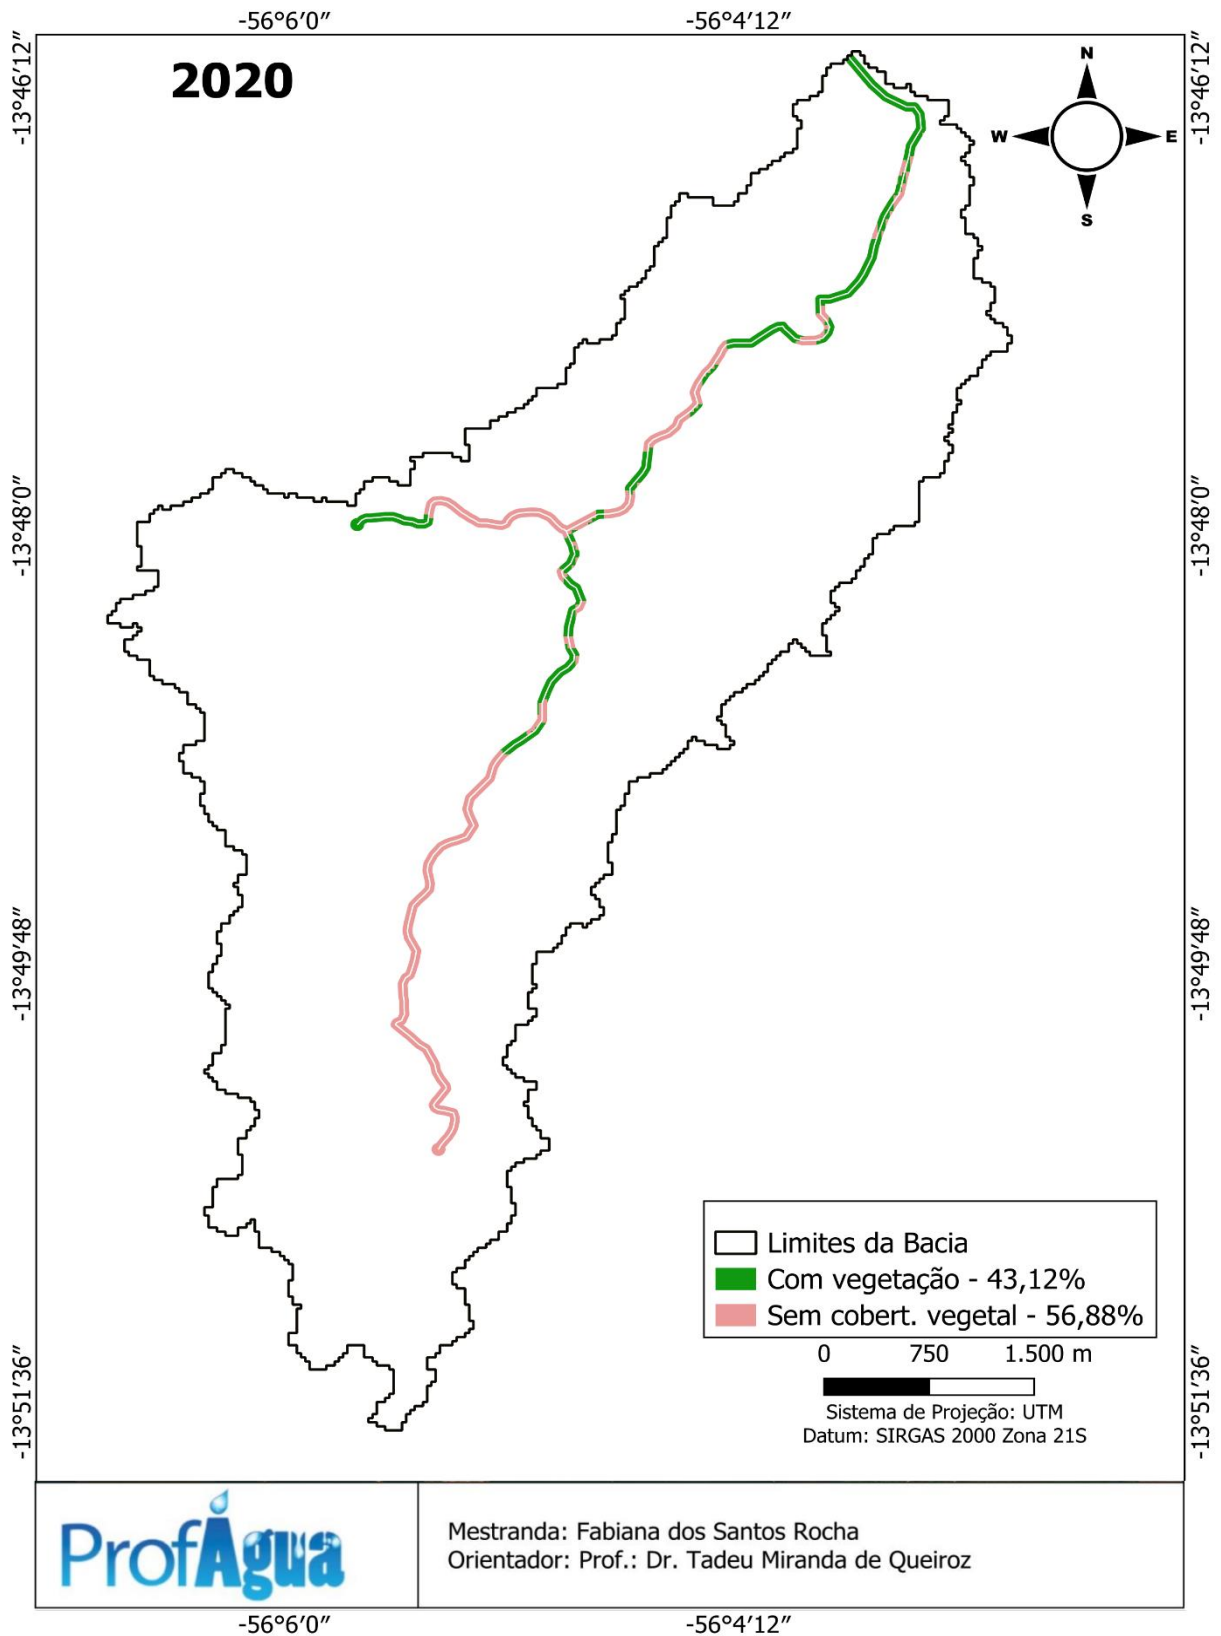 -56°6′0″
-56°4′12″
-13°46′12″
2020
N
W
E
S
-13°46′12″
-13°48′0″
-13°48′0″
-13°49′48″
-13°49′48″
Limites da Bacia
Com vegetação - 43,12%
Sem cobert. vegetal - 56,88%
0 750 1.500 m
Sistema de Projeção: UTM
Datum: SIRGAS 2000 Zona 21S
-13°51′36″
-13°51′36″
ProfÁgua
Mestranda: Fabiana dos Santos Rocha
Orientador: Prof.: Dr. Tadeu Miranda de Queiroz
-56°6′0″
-56°4′12″